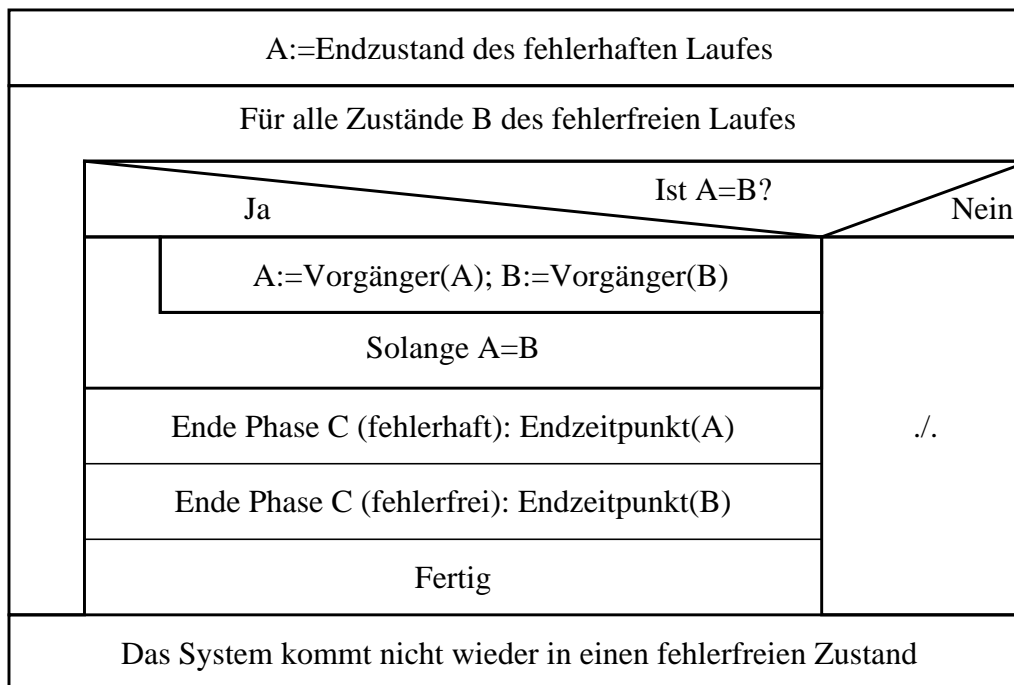 A:=Endzustand des fehlerhaften Laufes
Für alle Zustände B des fehlerfreien Laufes
Ist A=B?
Ja
Nein
A:=Vorgänger(A); B:=Vorgänger(B)
Solange A=B
Ende Phase C (fehlerhaft): Endzeitpunkt(A)
./.
Ende Phase C (fehlerfrei): Endzeitpunkt(B)
Fertig
Das System kommt nicht wieder in einen fehlerfreien Zustand